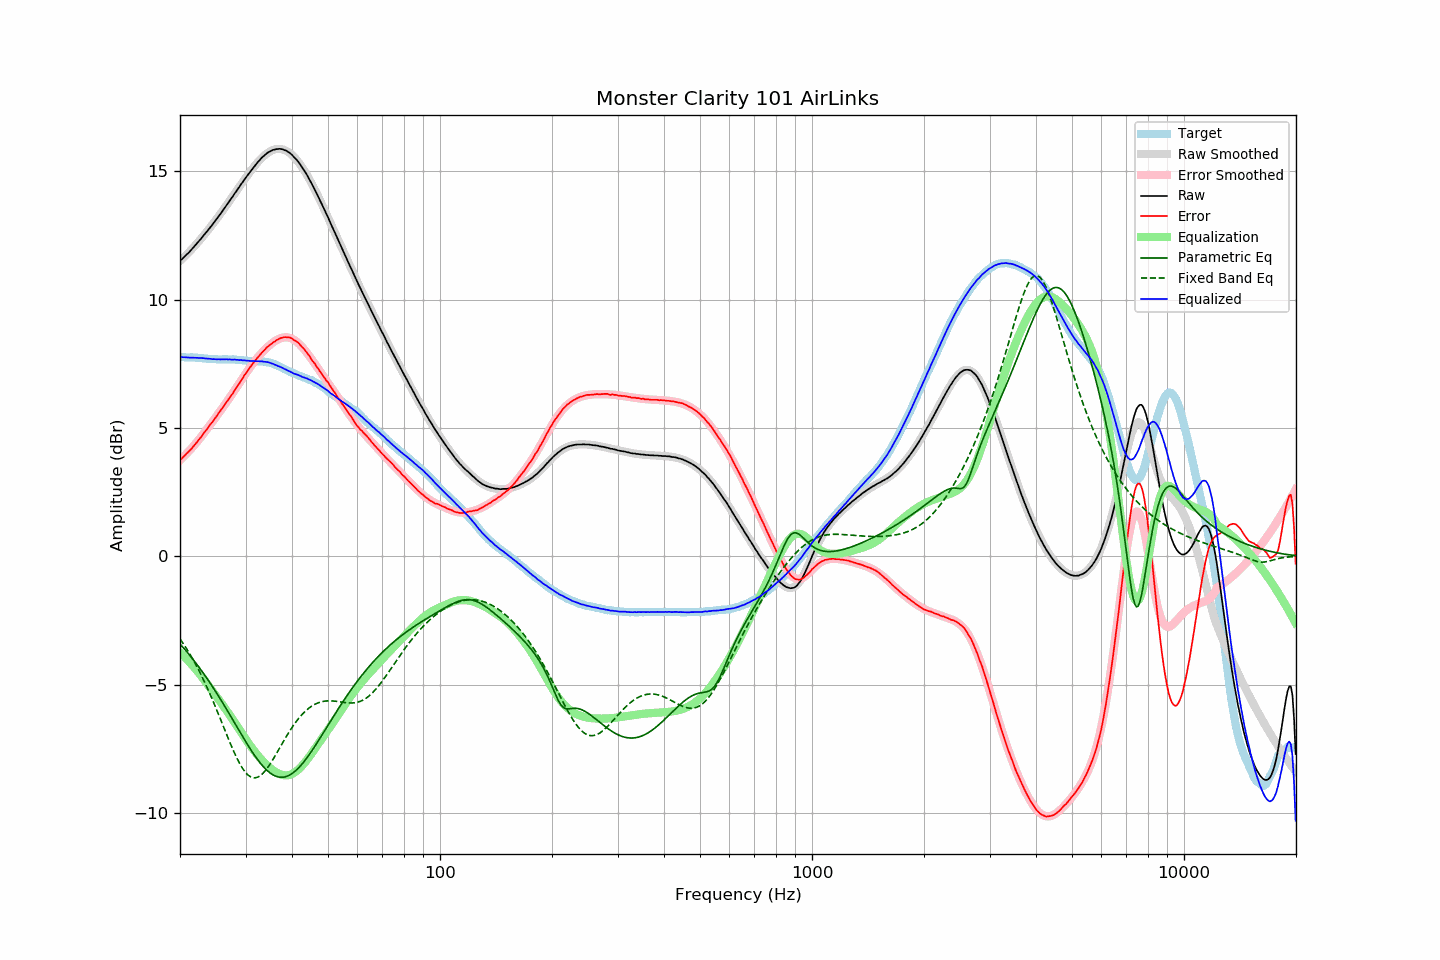 Monster Clarity 101 AirLinks
Target
Raw Smoothed
Error Smoothed
Raw
Error
Equalization
Parametric Eq
Fixed Band Eq
Equalized
Amplitude (dBr)
15
10
5
0
−5
−10
100
1000
10000
Frequency (Hz)